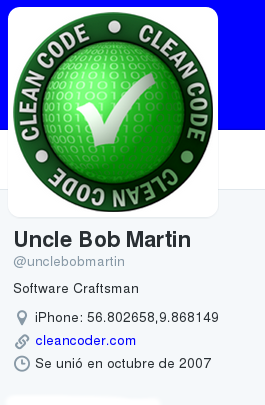 CLEAN CODE
CLEAN CODE
CLEAN CODE
Uncle Bob Martin
@unclebobmartin
Software Craftsman
iPhone: 56.802658,9.868149
cleancoder.com
Se unió en octubre de 2007